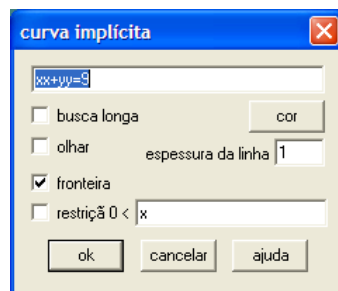 curva implícita
xx+yy=9
busca longa
cor
olhar
espessura da linha 1
fronteira
restriçã 0 < x
ok cancelar ajuda